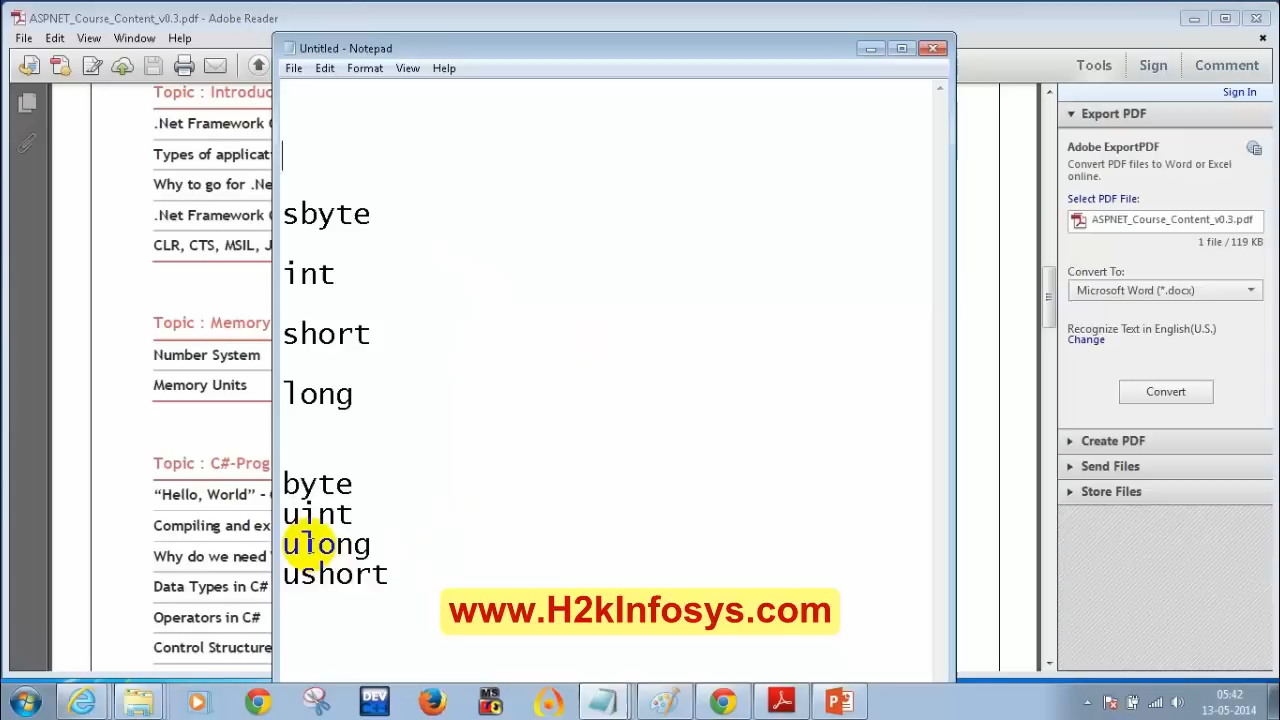 ASPNET_Course_Content_v0.3.pdf - Adobe Reader
File Edit View Window Help
Tools Sign Comment
Untitled - Notepad
File Edit Format View Help
Topic : Introduc
.Net Framework
Types of applicat
Why to go for .Ne
.Net Framework
CLR, CTS, MSIL, J
Topic : Memory
Number System
Memory Units
Topic : C#-Prog
“Hello, World” -
Compiling and ex
Why do we need
Data Types in C#
Operators in C#
Control Structure
sbyte
int
short
long
byte
uint
ulong
ushort
www.H2kInfosys.com
Sign In
Export PDF
Adobe ExportPDF
Convert PDF files to Word or Excel
online.
Select PDF File:
ASPNET_Course_Content_v0.3.pdf
1 file / 119 KB
Convert To:
Microsoft Word (*.docx)
Recognize Text in English(U.S.)
Change
Convert
Create PDF
Send Files
Store Files
DEV
MS
05:42
13-05-2014